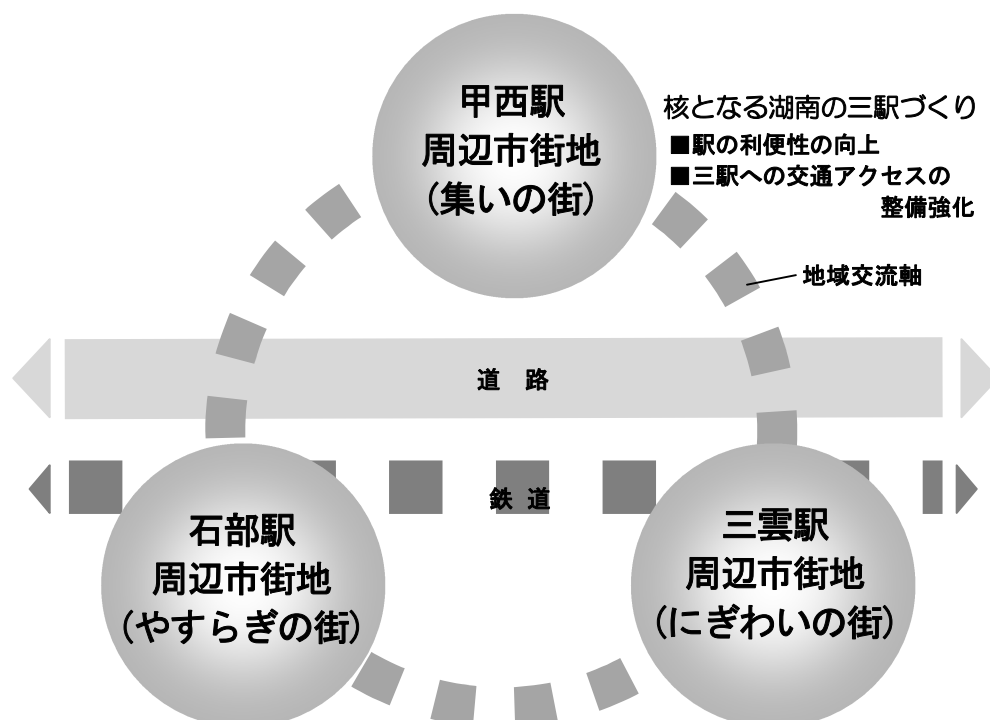 甲西駅
周辺市街地
(集いの街)
核となる湖南の三駅づくり
■駅の利便性の向上
■三駅への交通アクセスの
整備強化
地域交流軸
道 路
鉄 道
石部駅
周辺市街地
(やすらぎの街)
三雲駅
周辺市街地
(にぎわいの街)